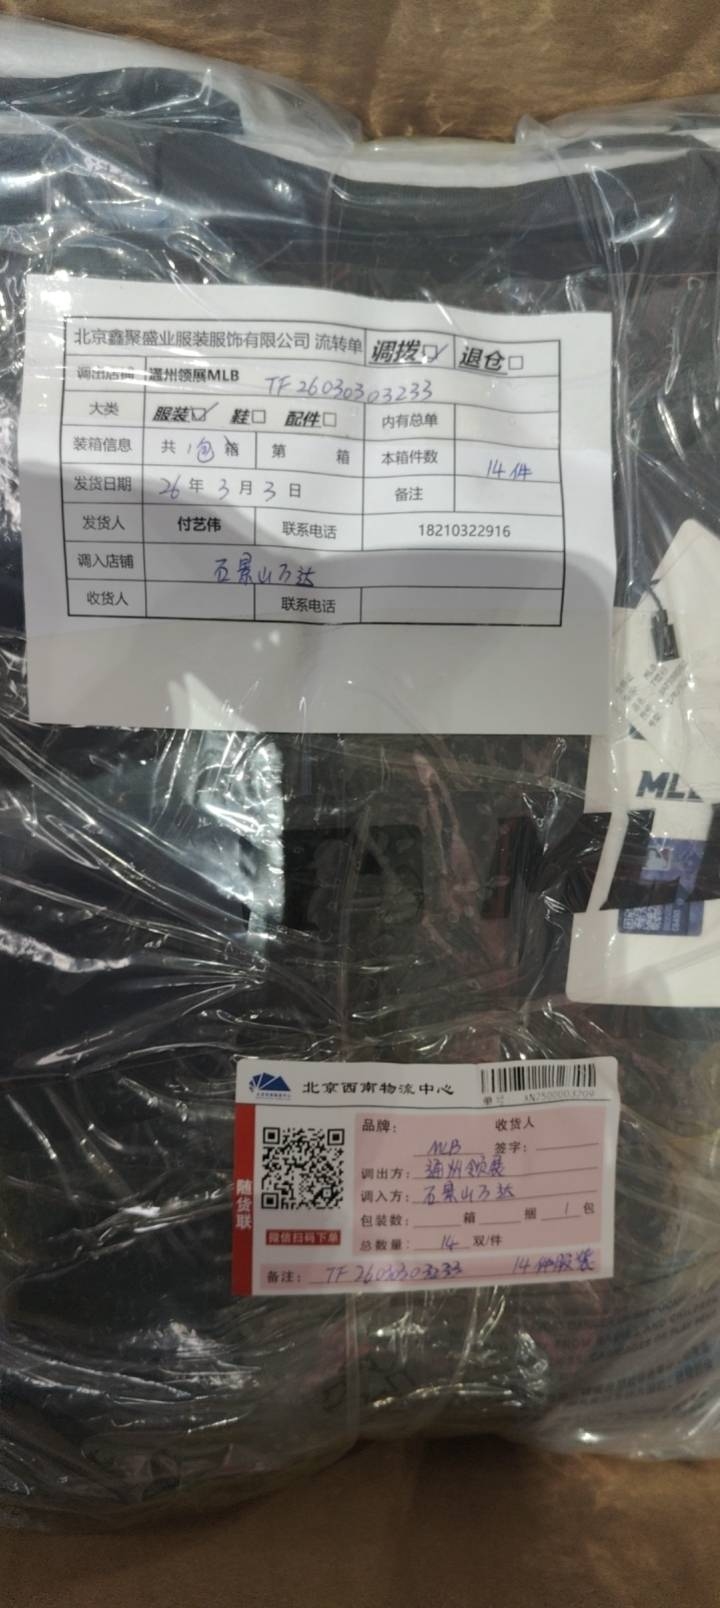 北京鑫聚盛业服装服饰有限公司 流转单 调拨☑ 退仓□
调出店铺 通州领展MLB TF26030303233
大类 服装☑ 鞋□ 配件□ 内有总单
装箱信息 共 1包 箱 第 箱 本箱件数 14件
发货日期 26年3月3日 备注
发货人 付艺伟 联系电话 18210322916
调入店铺 石景山万达
收货人 联系电话
MLB
北京西南物流中心
单号 XN2500003209
品牌: MLB 收货人签字:
调出方: 通州领展
调入方: 石景山万达
包装数: 箱 捆 1 包
总数量: 14 双/件
备注: TF26030303233 14件服装
随货联
微信扫码下单